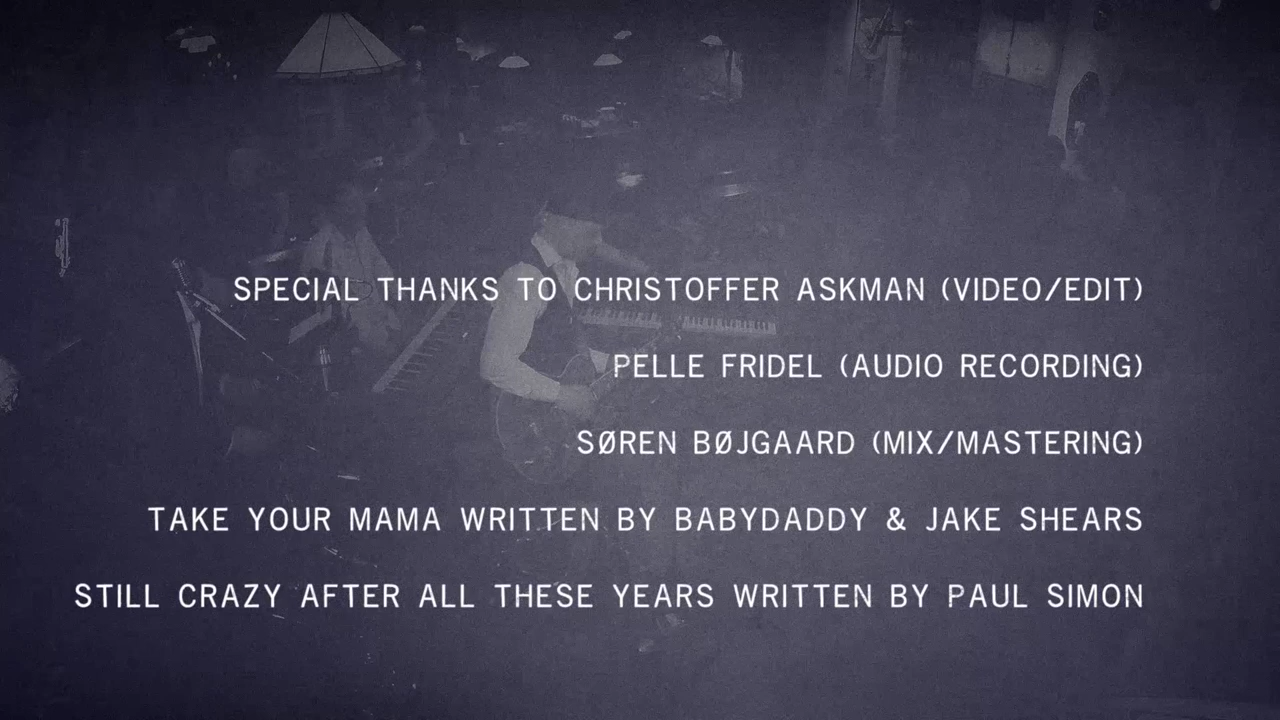 SPECIAL THANKS TO CHRISTOFFER ASKMAN (VIDEO/EDIT)
PELLE FRIDEL (AUDIO RECORDING)
SØREN BØJGAARD (MIX/MASTERING)
TAKE YOUR MAMA WRITTEN BY BABYDADDY & JAKE SHEARS
STILL CRAZY AFTER ALL THESE YEARS WRITTEN BY PAUL SIMON